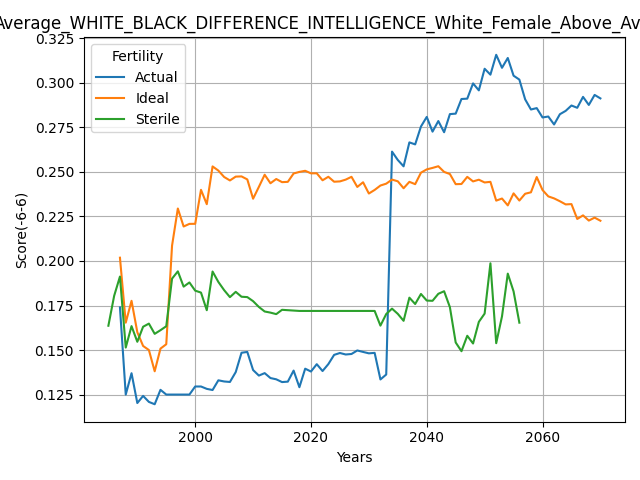 Average_WHITE_BLACK_DIFFERENCE_INTELLIGENCE_White_Female_Above_Av
Fertility
Actual
Ideal
Sterile
Score(-6-6)
0.325
0.300
0.275
0.250
0.225
0.200
0.175
0.150
0.125
2000
2020
2040
2060
Years